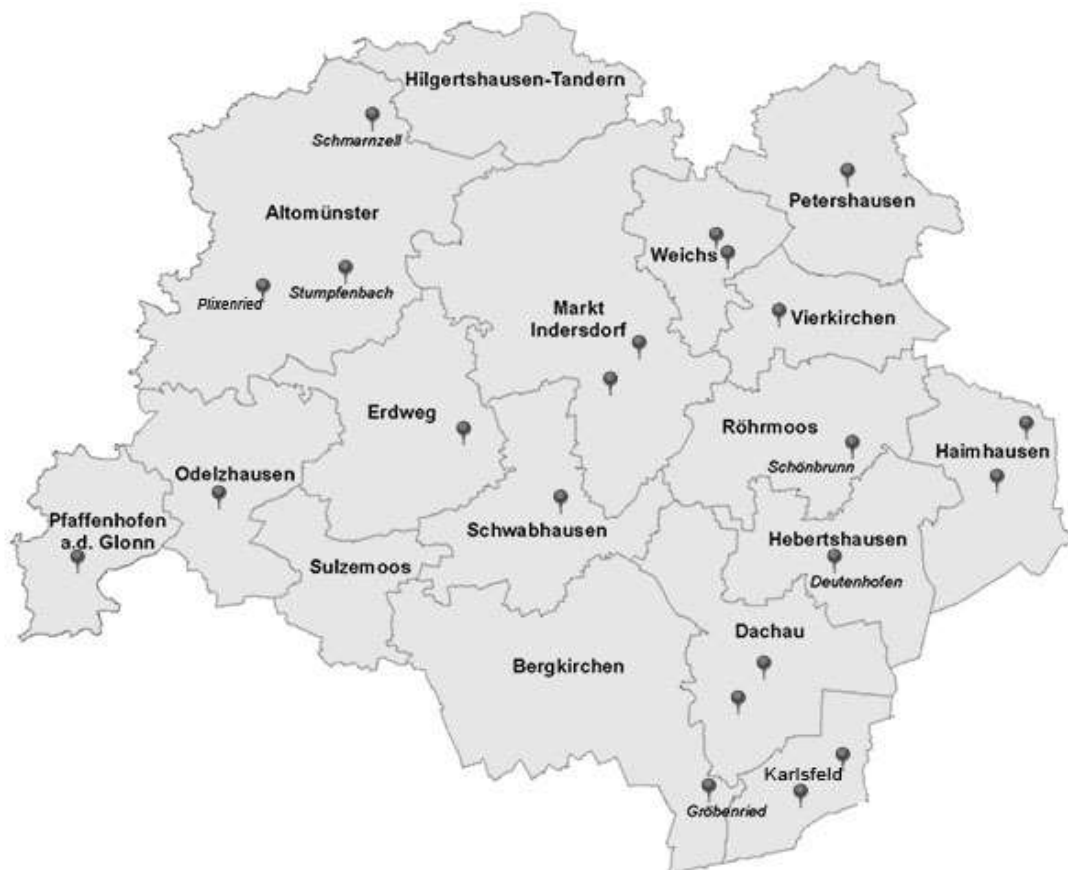 Hilgertshausen-Tandern
Schmarnzell
Petershausen
Altomünster
Weichs
Plixenried
Stumpfenbach
Markt
Indersdorf
Vierkirchen
Erdweg
Röhrmoos
Haimhausen
Schönbrunn
Odelzhausen
Pfaffenhofen
a.d. Glonn
Schwabhausen
Hebertshausen
Sulzemoos
Deutenhofen
Dachau
Bergkirchen
Karlsfeld
Gröbenried